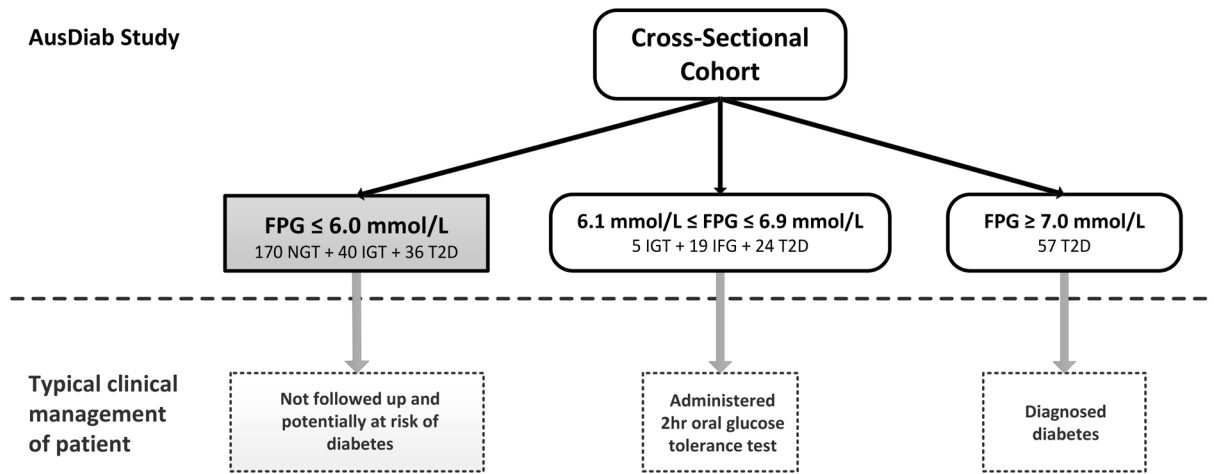 AusDiab Study
Cross-Sectional
Cohort
FPG ≤ 6.0 mmol/L
170 NGT + 40 IGT + 36 T2D
6.1 mmol/L ≤ FPG ≤ 6.9 mmol/L
5 IGT + 19 IFG + 24 T2D
FPG ≥ 7.0 mmol/L
57 T2D
Typical clinical
management
of patient
Not followed up and
potentially at risk of
diabetes
Administered
2hr oral glucose
tolerance test
Diagnosed
diabetes